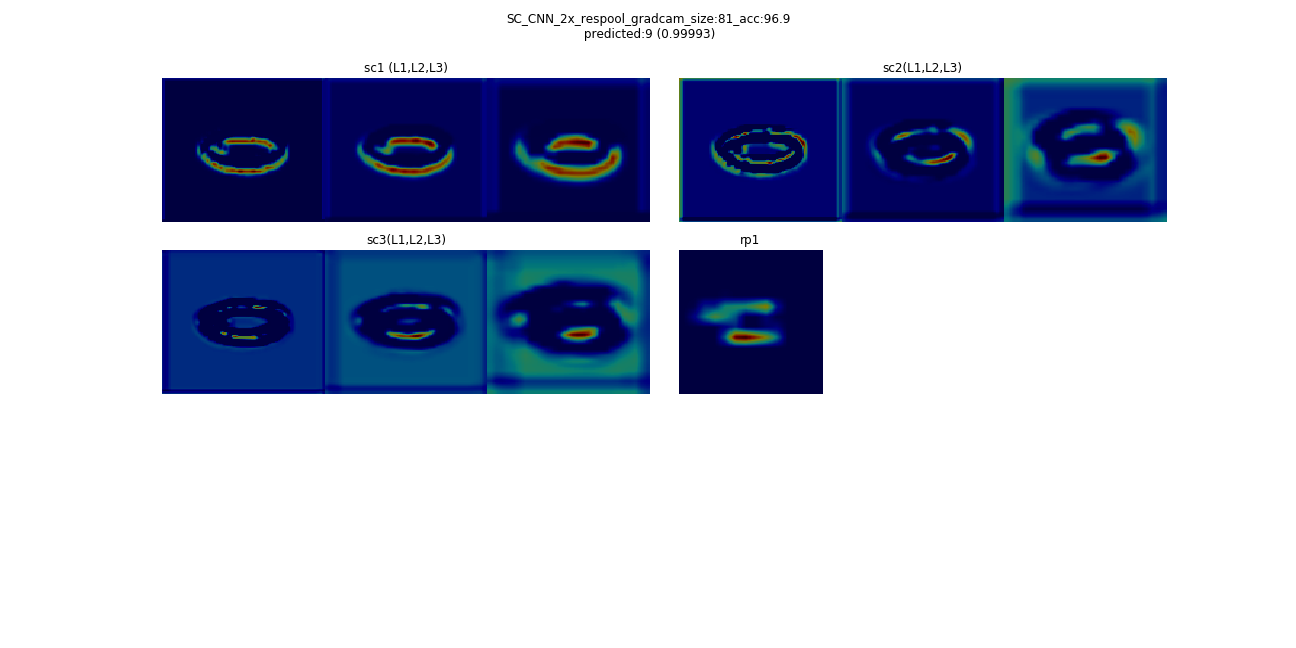 SC_CNN_2x_respool_gradcam_size:81_acc:96.9
predicted:9 (0.99993)
sc1 (L1,L2,L3)
sc2(L1,L2,L3)
sc3(L1,L2,L3)
rp1